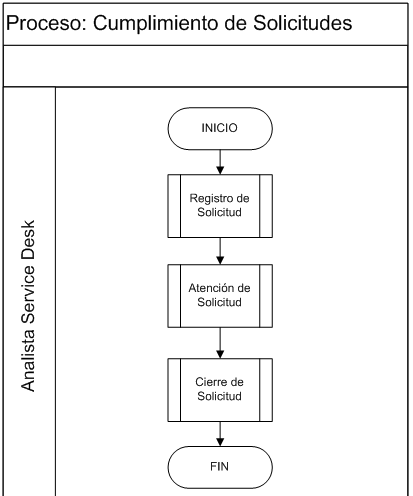 Proceso: Cumplimiento de Solicitudes
Analista Service Desk
INICIO
Registro de
Solicitud
Atención de
Solicitud
Cierre de
Solicitud
FIN